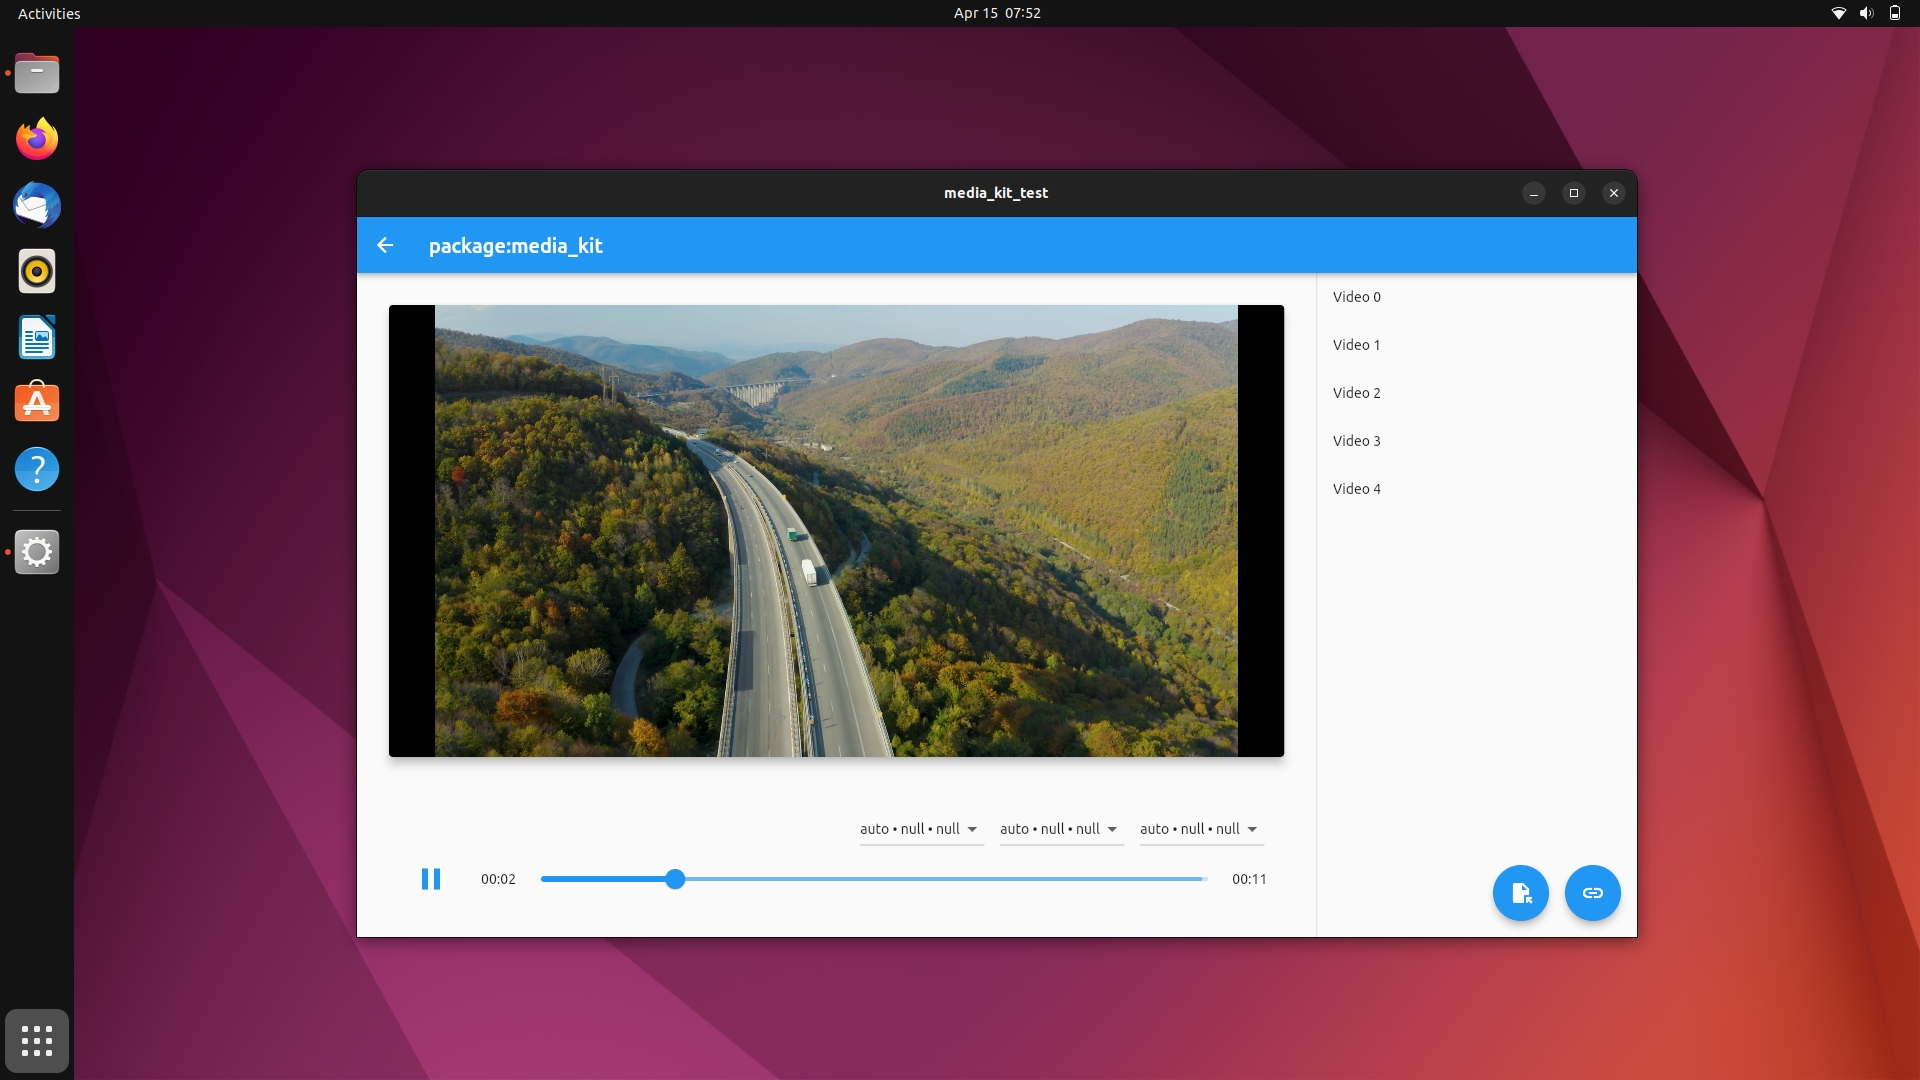 Activities
Apr 15 07:52
media_kit_test
package:media_kit
Video 0
Video 1
Video 2
Video 3
Video 4
auto • null • null
auto • null • null
auto • null • null
00:02
00:11